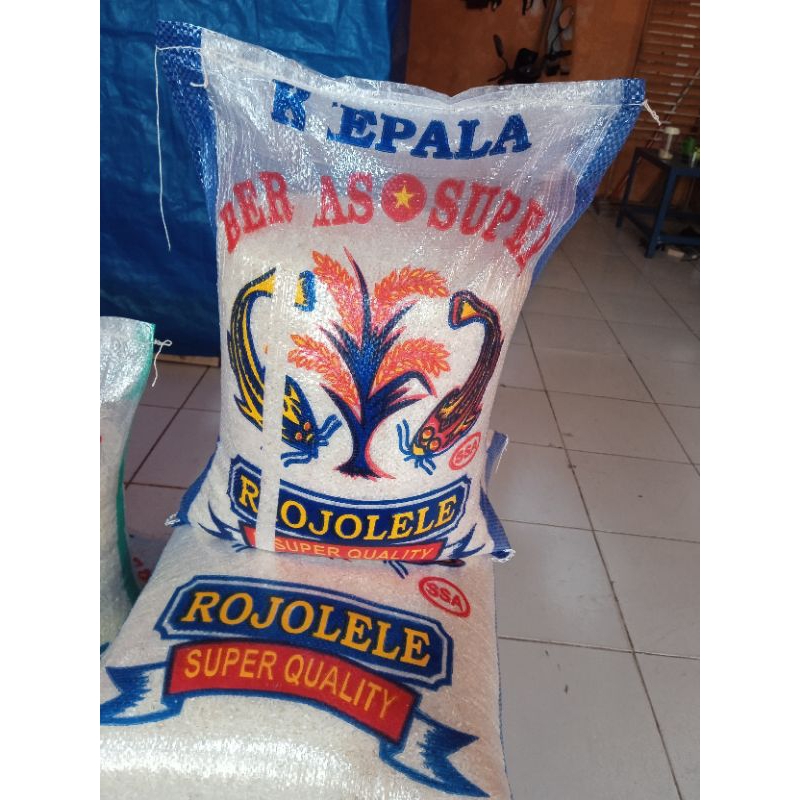 KEPALA
BERAS SUPER
SSA
ROJOLELE
SUPER QUALITY
SSA
ROJOLELE
SUPER QUALITY